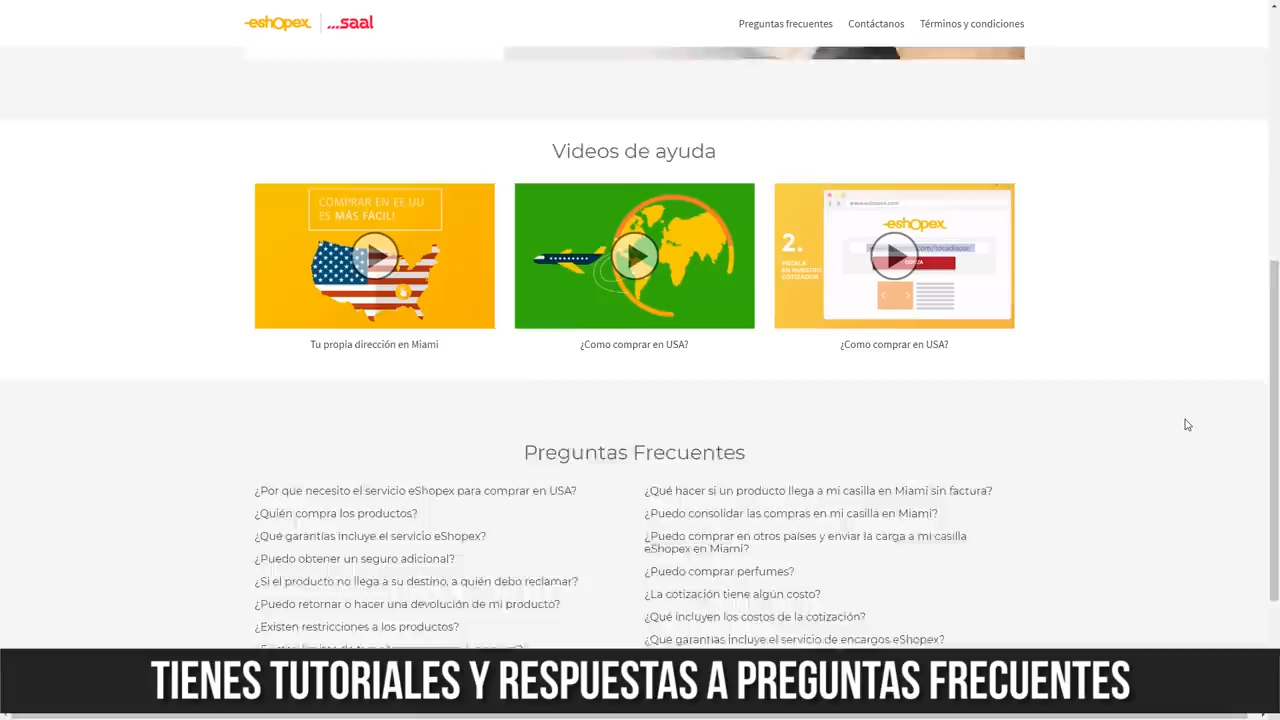 eshopex
...saal
Preguntas frecuentes
Contáctanos
Términos y condiciones
Videos de ayuda
COMPRAR EN EE.UU
ES MÁS FÁCIL!
eshopex
2.
PÉGALA
EN NUESTRO
COTIZADOR
Tu propia dirección en Miami
¿Como comprar en USA?
¿Como comprar en USA?
Preguntas Frecuentes
¿Por que necesito el servicio eShopex para comprar en USA?
¿Quién compra los productos?
¿Qué garantías incluye el servicio eShopex?
¿Puedo obtener un seguro adicional?
¿Si el producto no llega a su destino, a quién debo reclamar?
¿Puedo retornar o hacer una devolución de mi producto?
¿Existen restricciones a los productos?
¿Qué hacer si un producto llega a mi casilla en Miami sin factura?
¿Puedo consolidar las compras en mi casilla en Miami?
¿Puedo comprar en otros países y enviar la carga a mi casilla
eShopex en Miami?
¿Puedo comprar perfumes?
¿La cotización tiene algún costo?
¿Qué incluyen los costos de la cotización?
¿Qué garantías incluye el servicio de encargos eShopex?
TIENES TUTORIALES Y RESPUESTAS A PREGUNTAS FRECUENTES